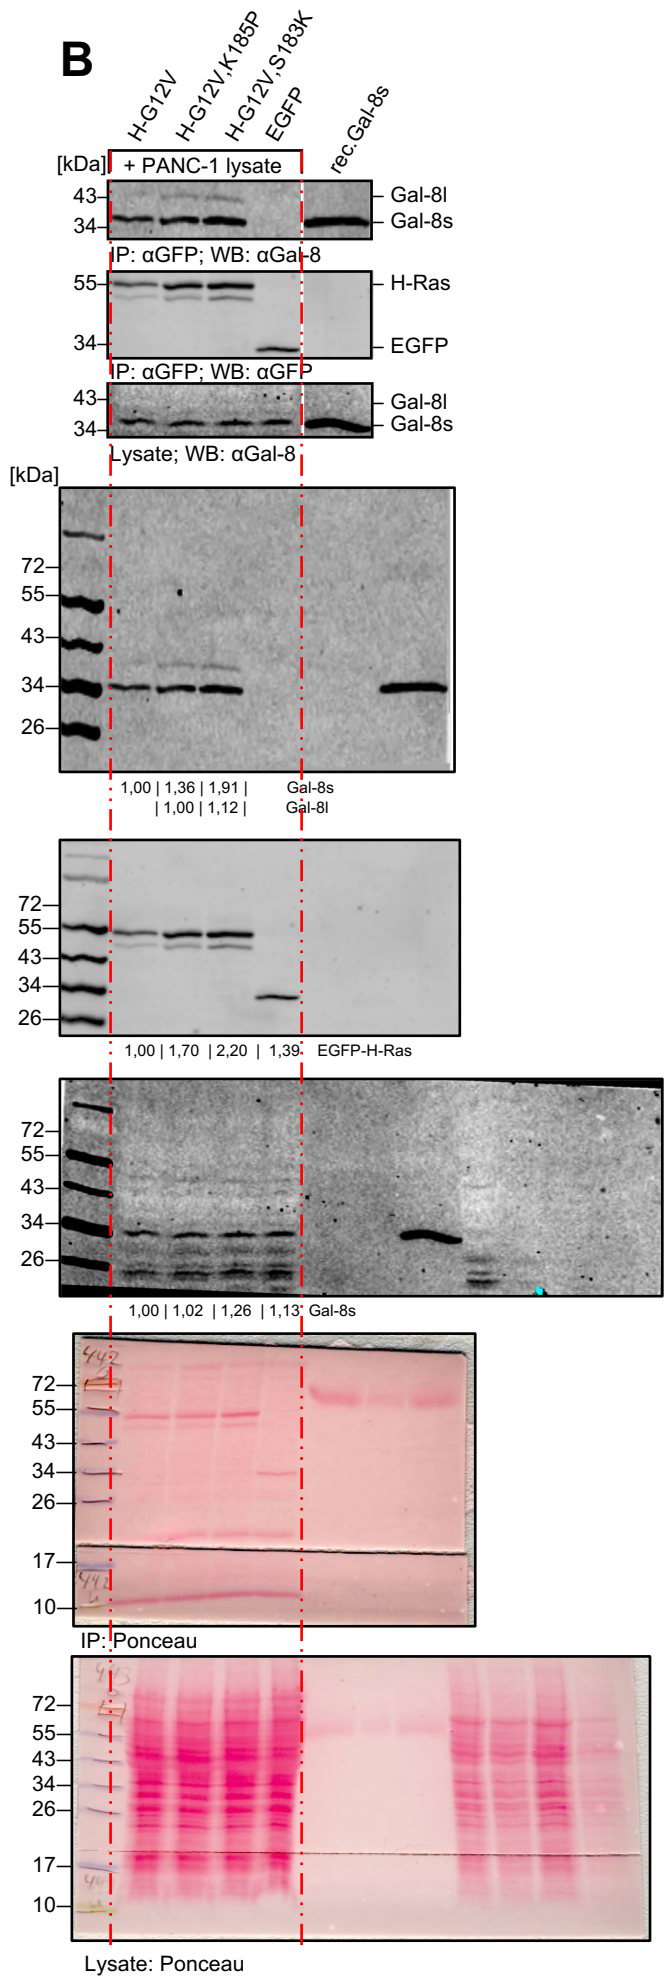 B
H-G12V
H-G12V,K185P
H-G12V,S183K
EGFP
rec.Gal-8s
[kDa]
+ PANC-1 lysate
43
34
Gal-8l
Gal-8s
IP: αGFP; WB: αGal-8
55
34
H-Ras
EGFP
IP: αGFP; WB: αGFP
43
34
Gal-8l
Gal-8s
Lysate; WB: αGal-8
[kDa]
72
55
43
34
26
1,00 | 1,36 | 1,91 | Gal-8s
| 1,00 | 1,12 | Gal-8l
72
55
43
34
26
1,00 | 1,70 | 2,20 | 1,39 EGFP-H-Ras
72
55
43
34
26
1,00 | 1,02 | 1,26 | 1,13 Gal-8s
442
72
55
43
34
26
17
442
10
IP: Ponceau
443
72
55
43
34
26
17
10
Lysate: Ponceau